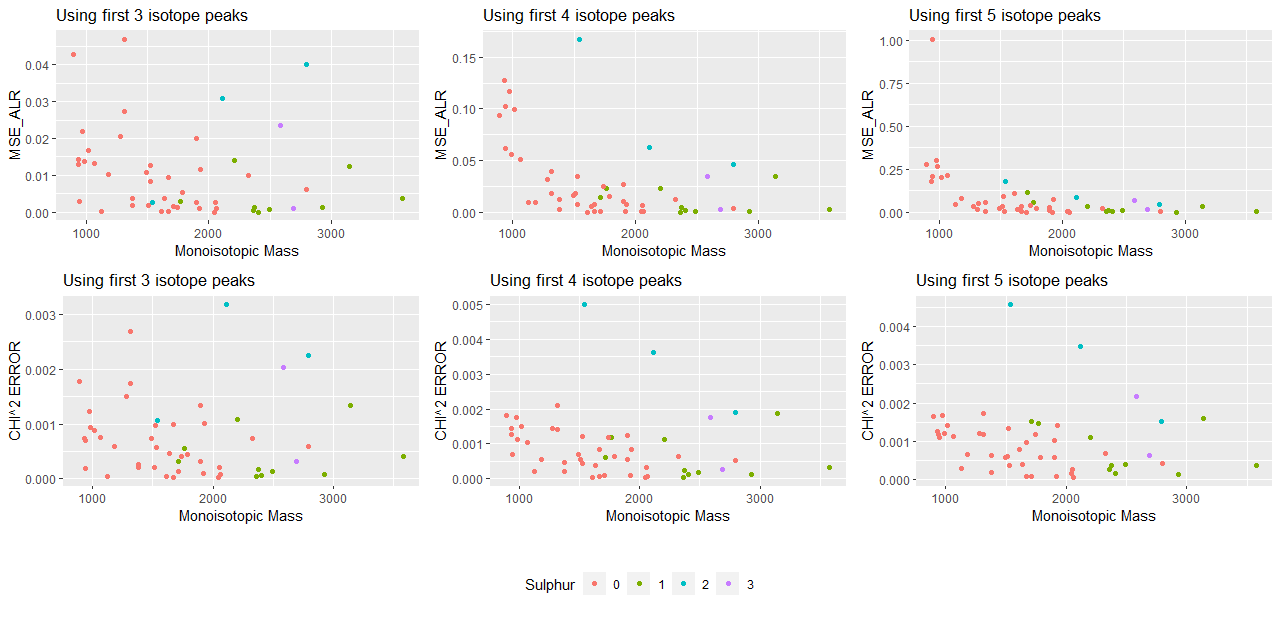 Using first 3 isotope peaks
Using first 4 isotope peaks
Using first 5 isotope peaks
MSE_ALR
0.04
0.03
0.02
0.01
0.00
1000
2000
3000
Monoisotopic Mass
MSE_ALR
0.15
0.10
0.05
0.00
1000
2000
3000
Monoisotopic Mass
MSE_ALR
1.00
0.75
0.50
0.25
0.00
1000
2000
3000
Monoisotopic Mass
Using first 3 isotope peaks
Using first 4 isotope peaks
Using first 5 isotope peaks
CHI^2 ERROR
0.003
0.002
0.001
0.000
1000
2000
3000
Monoisotopic Mass
CHI^2 ERROR
0.005
0.004
0.003
0.002
0.001
0.000
1000
2000
3000
Monoisotopic Mass
CHI^2 ERROR
0.004
0.003
0.002
0.001
0.000
1000
2000
3000
Monoisotopic Mass
Sulphur 0 1 2 3